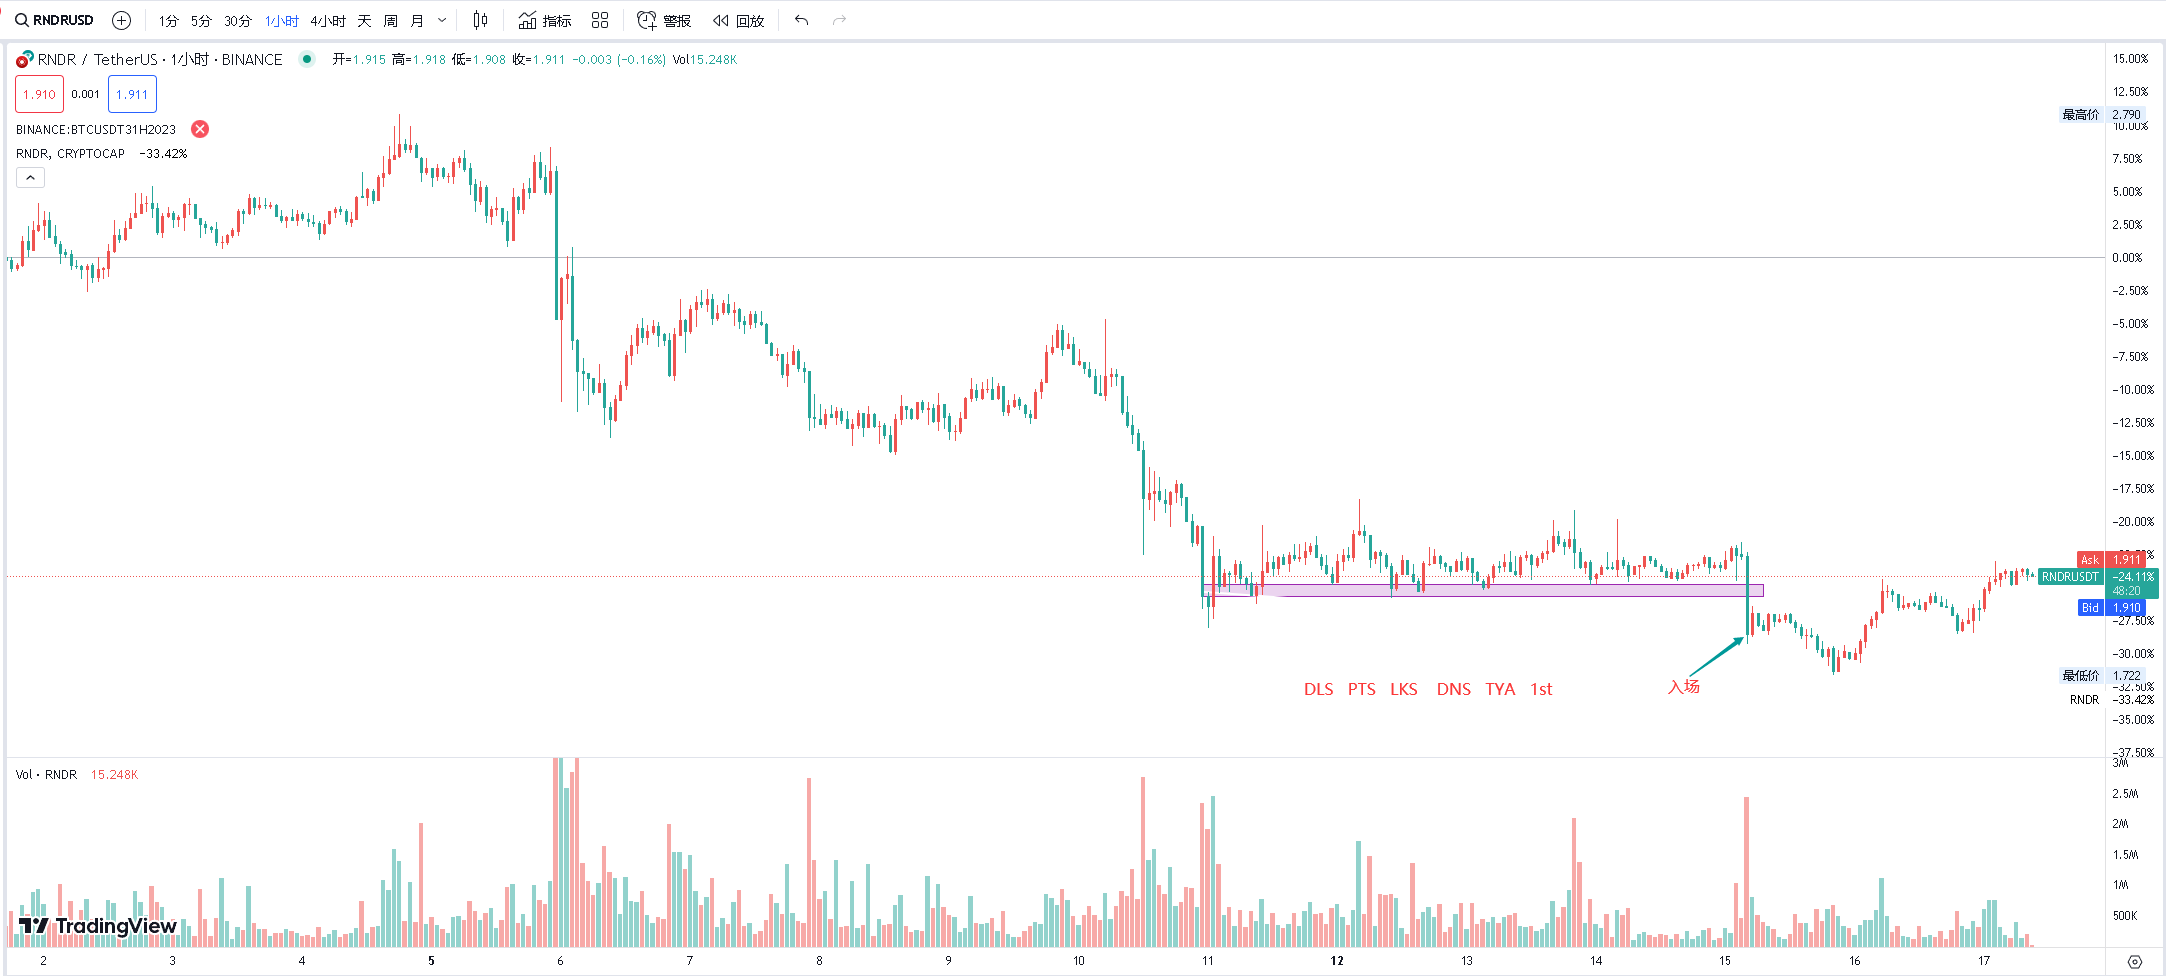 RNDRUSD 1分 5分 30分 1小时 4小时 天 周 月 指标 警报 回放
RNDR / TetherUS · 1小时 · BINANCE 开=1.915 高=1.918 低=1.908 收=1.911 −0.003 (−0.16%) Vol15.248K
1.910 0.001 1.911
BINANCE:BTCUSDT31H2023
RNDR, CRYPTOCAP −33.42%
15.00%
12.50%
最高价 2.790
10.00%
7.50%
5.00%
2.50%
0.00%
−2.50%
−5.00%
−7.50%
−10.00%
−12.50%
−15.00%
−17.50%
−20.00%
Ask 1.911
RNDRUSDT −24.11%
48:20
Bid 1.910
−27.50%
−30.00%
最低价 1.722
−32.50%
RNDR −33.42%
−35.00%
−37.50%
DLS PTS LKS DNS TYA 1st
入场
Vol · RNDR 15.248K
3M
2.5M
2M
1.5M
1M
500K
TradingView
2 3 4 5 6 7 8 9 10 11 12 13 14 15 16 17